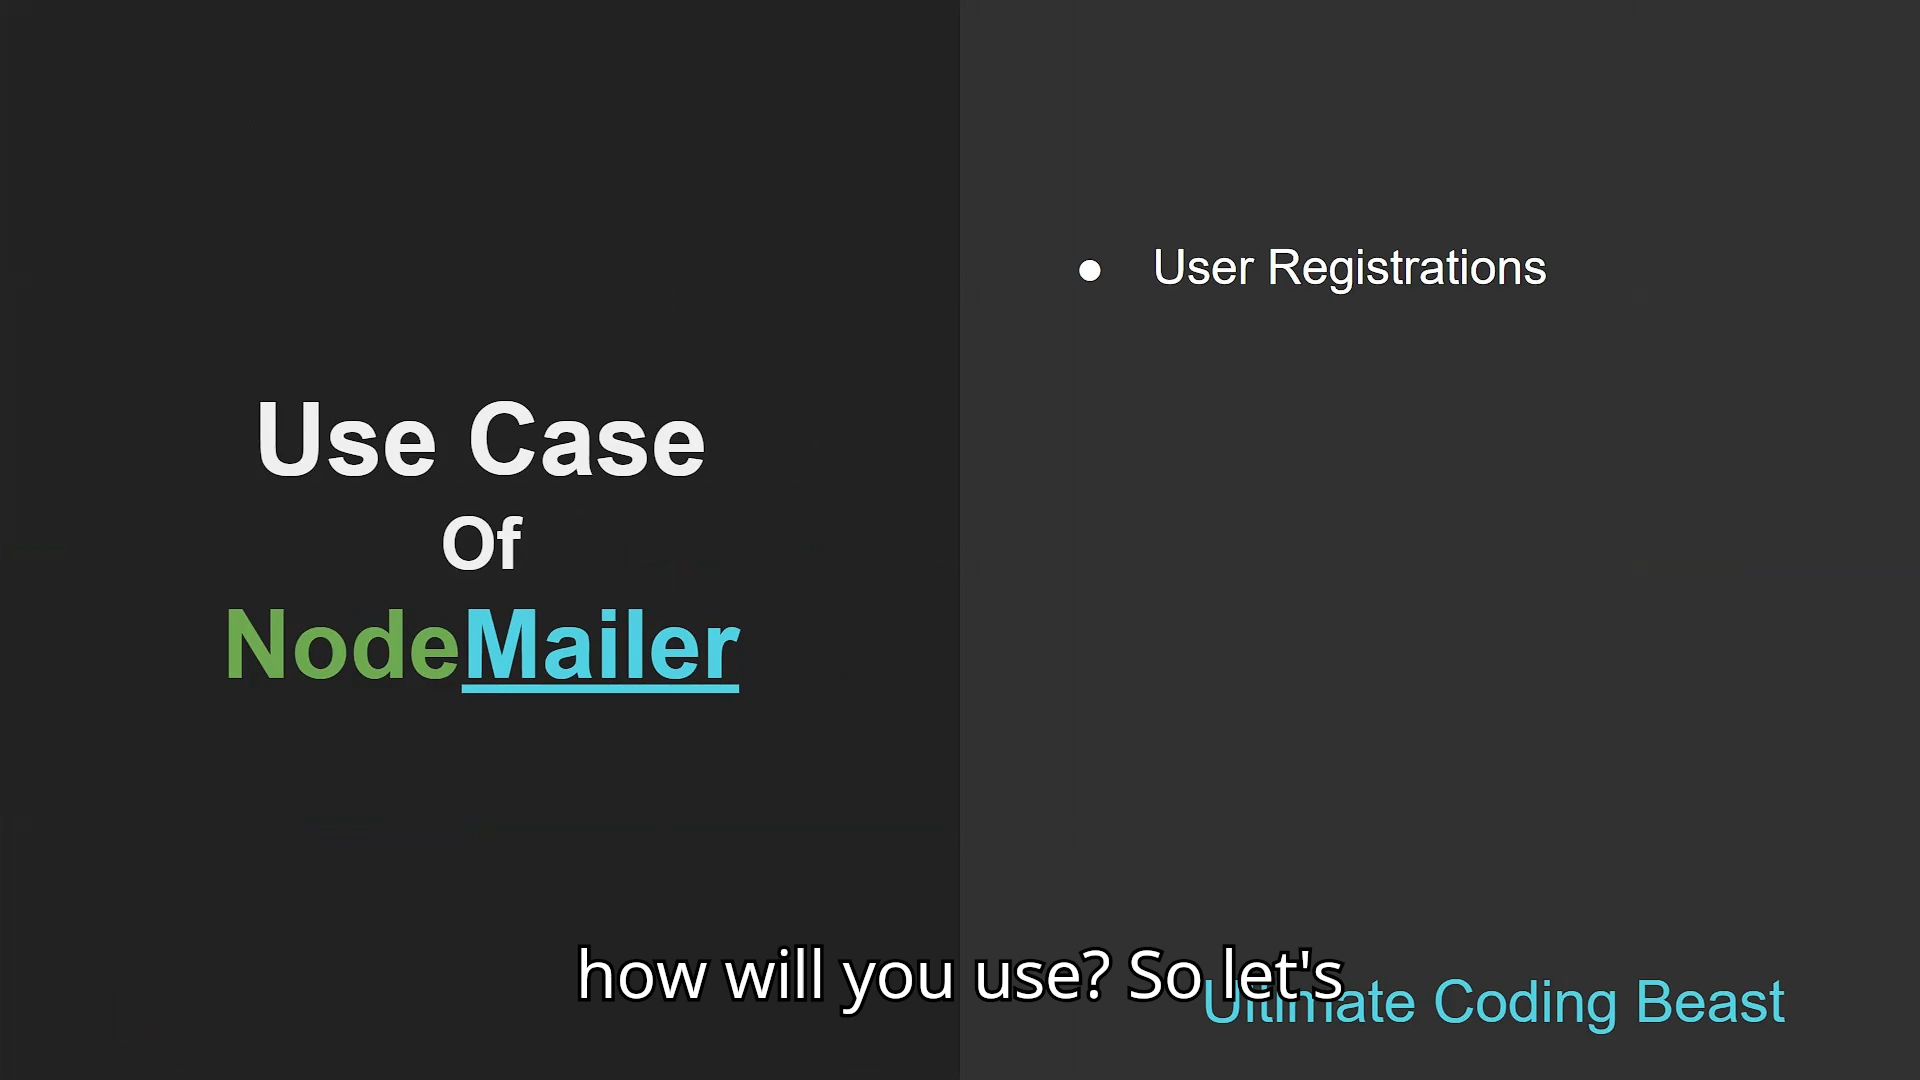 Use Case
Of
NodeMailer
● User Registrations
how will you use? So let's
Ultimate Coding Beast